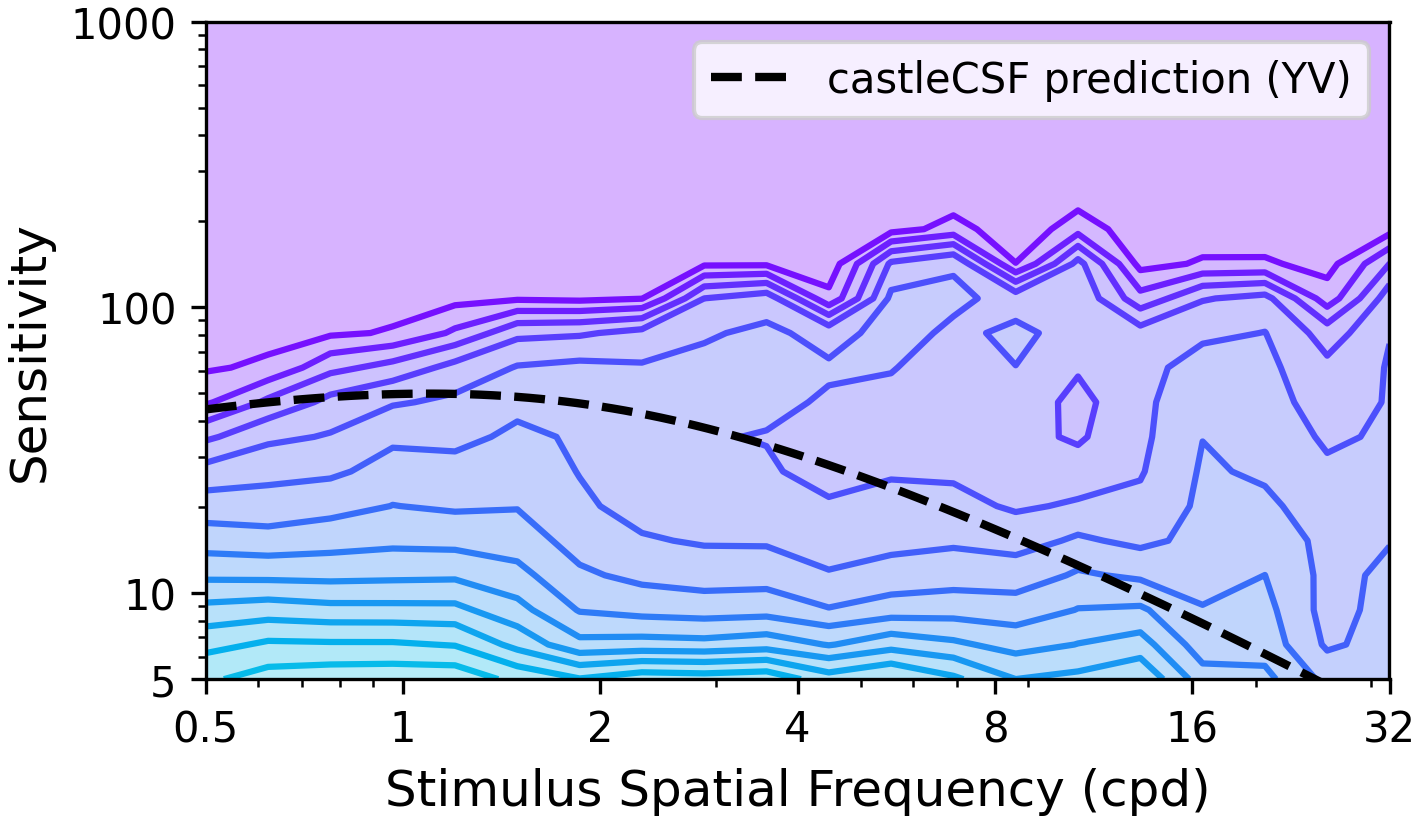 1000
castleCSF prediction (YV)
100
Sensitivity
10
5
0.5 1 2 4 8 16 32
Stimulus Spatial Frequency (cpd)